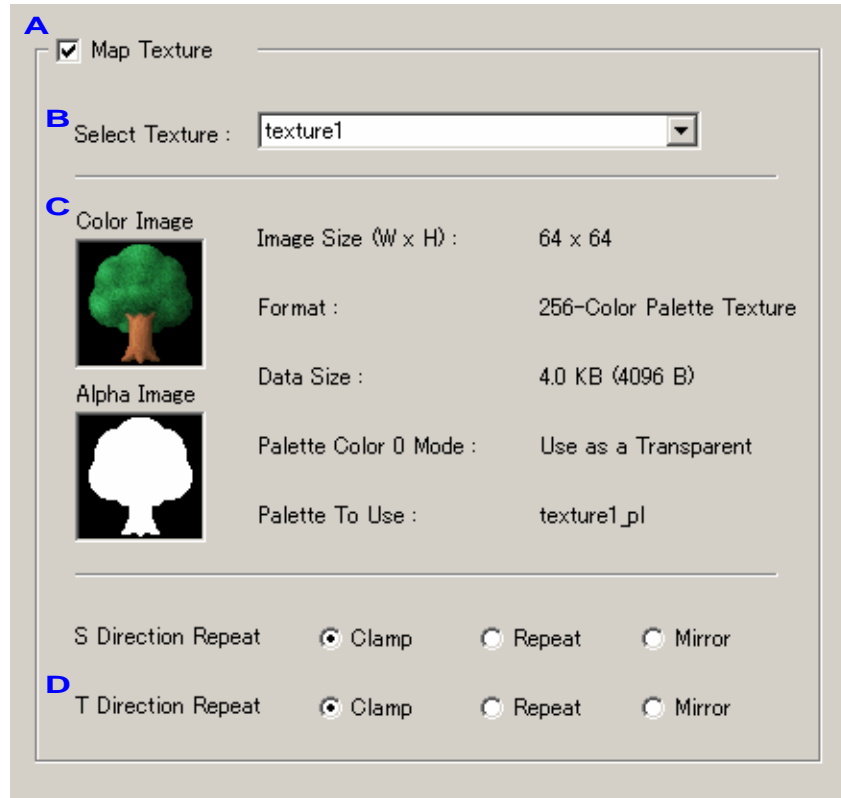 A
Map Texture
B
Select Texture : texture1
C
Color Image
Image Size (W x H) : 64 x 64
Format : 256-Color Palette Texture
Data Size : 4.0 KB (4096 B)
Alpha Image
Palette Color 0 Mode : Use as a Transparent
Palette To Use : texture1_pl
S Direction Repeat Clamp Repeat Mirror
D
T Direction Repeat Clamp Repeat Mirror